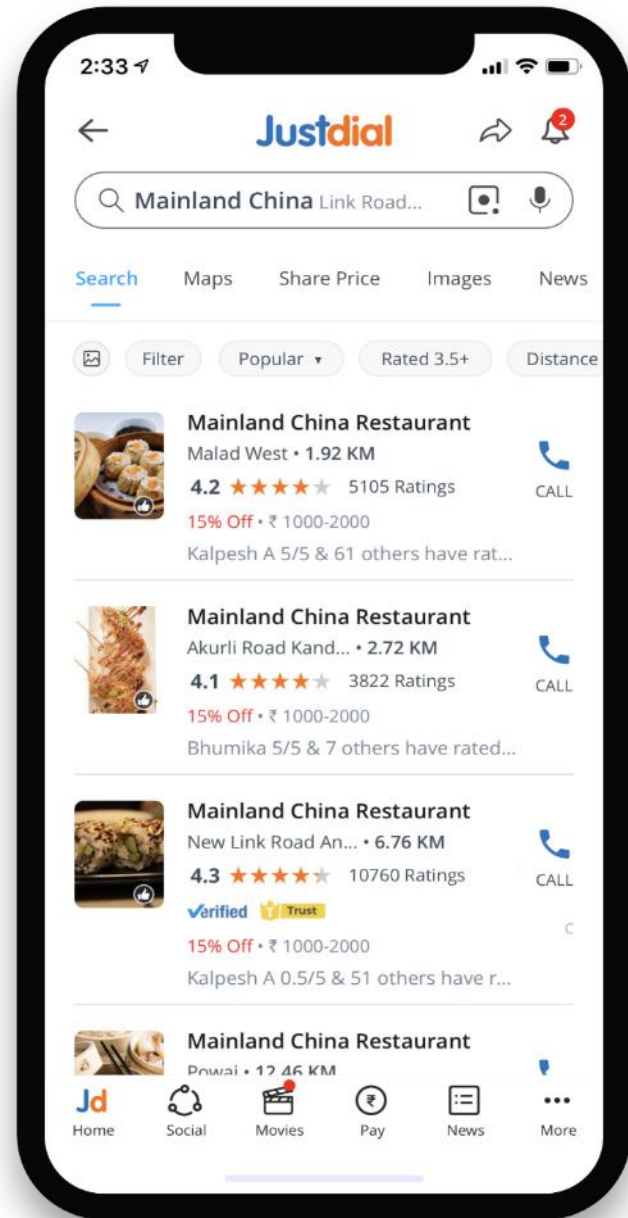 2:33
Justdial
2
Mainland China Link Road...
Search Maps Share Price Images News
Filter Popular ▾ Rated 3.5+ Distance
Mainland China Restaurant
Malad West • 1.92 KM
4.2 ★★★★★ 5105 Ratings
CALL
15% Off • ₹ 1000-2000
Kalpesh A 5/5 & 61 others have rat...
Mainland China Restaurant
Akurli Road Kand... • 2.72 KM
4.1 ★★★★★ 3822 Ratings
CALL
15% Off • ₹ 1000-2000
Bhumika 5/5 & 7 others have rated...
Mainland China Restaurant
New Link Road An... • 6.76 KM
4.3 ★★★★★ 10760 Ratings
CALL
Verified T Trust
15% Off • ₹ 1000-2000
Kalpesh A 0.5/5 & 51 others have r...
Mainland China Restaurant
Powai • 12.46 KM
Jd
Home Social Movies Pay News More